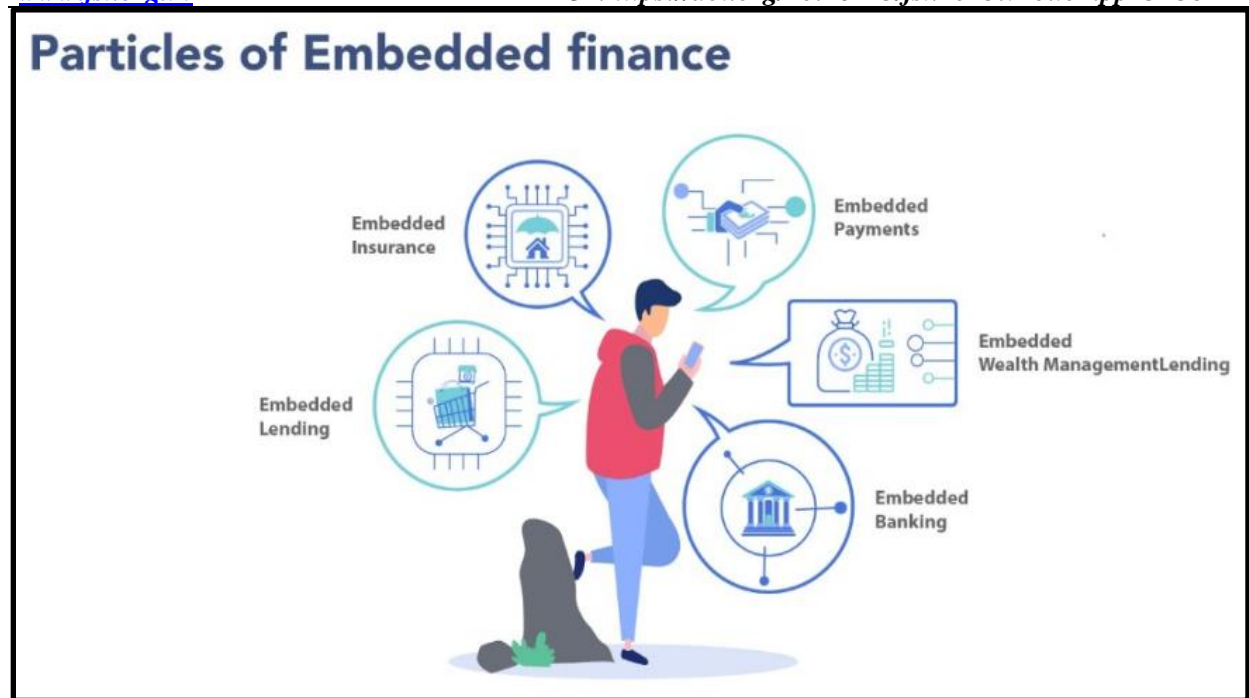 Particles of Embedded finance
Embedded
Insurance
Embedded
Payments
Embedded
Wealth ManagementLending
Embedded
Lending
Embedded
Banking